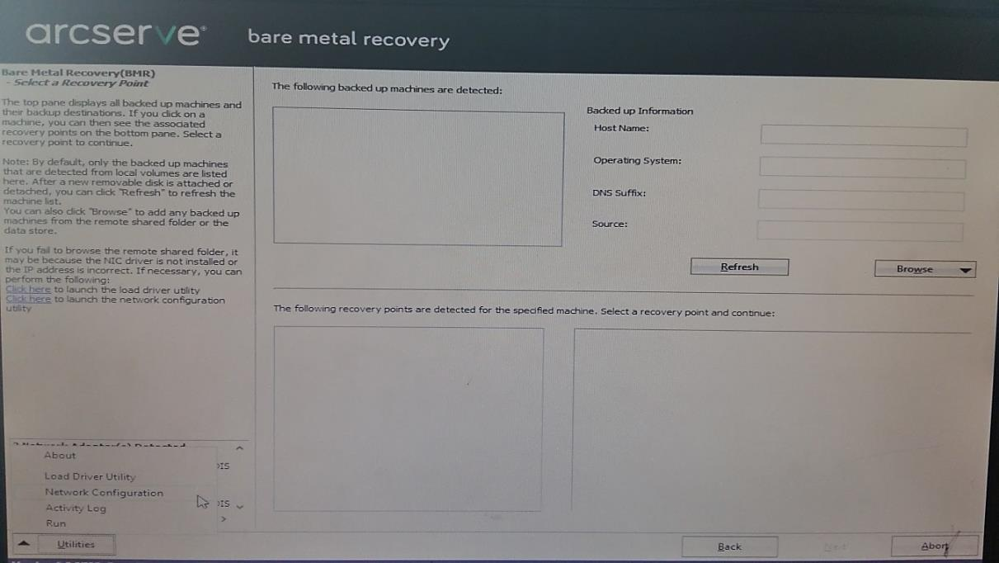 arcserve®
bare metal recovery
Bare Metal Recovery(BMR)
- Select a Recovery Point
The top pane displays all backed up machines and
their backup destinations. If you click on a
machine, you can then see the associated
recovery points on the bottom pane. Select a
recovery point to continue.
Note: By default, only the backed up machines
that are detected from local volumes are listed
here. After a new removable disk is attached or
detached, you can click "Refresh" to refresh the
machine list.
You can also click "Browse" to add any backed up
machines from the remote shared folder or the
data store.
If you fail to browse the remote shared folder, it
may be because the NIC driver is not installed or
the IP address is incorrect. If necessary, you can
perform the following:
Click here to launch the load driver utility
Click here to launch the network configuration
utility
About
Load Driver Utility
Network Configuration
Activity Log
Run
Utilities
The following backed up machines are detected:
Backed up Information
Host Name:
Operating System:
DNS Suffix:
Source:
Refresh
Browse
The following recovery points are detected for the specified machine. Select a recovery point and continue:
Back
Next
Abort